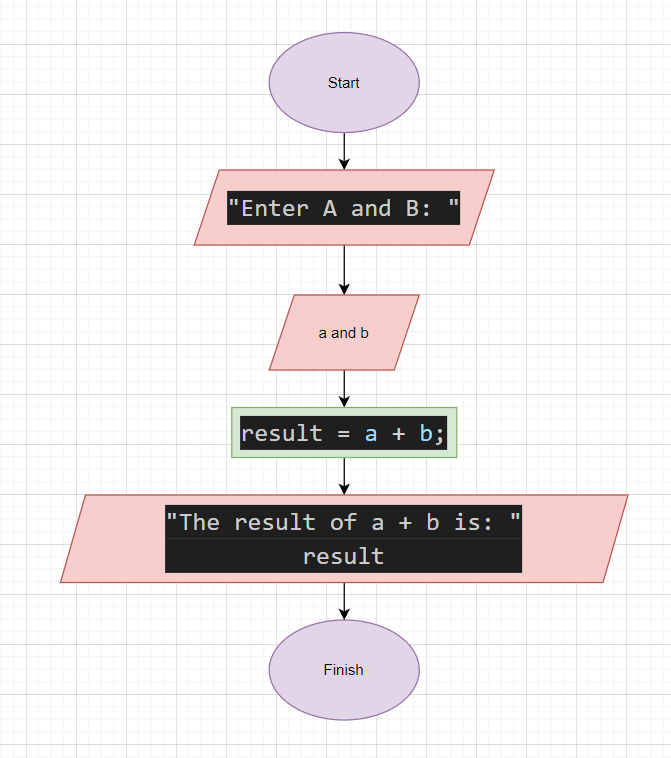 Start
"Enter A and B: "
a and b
result = a + b;
"The result of a + b is: "
result
Finish